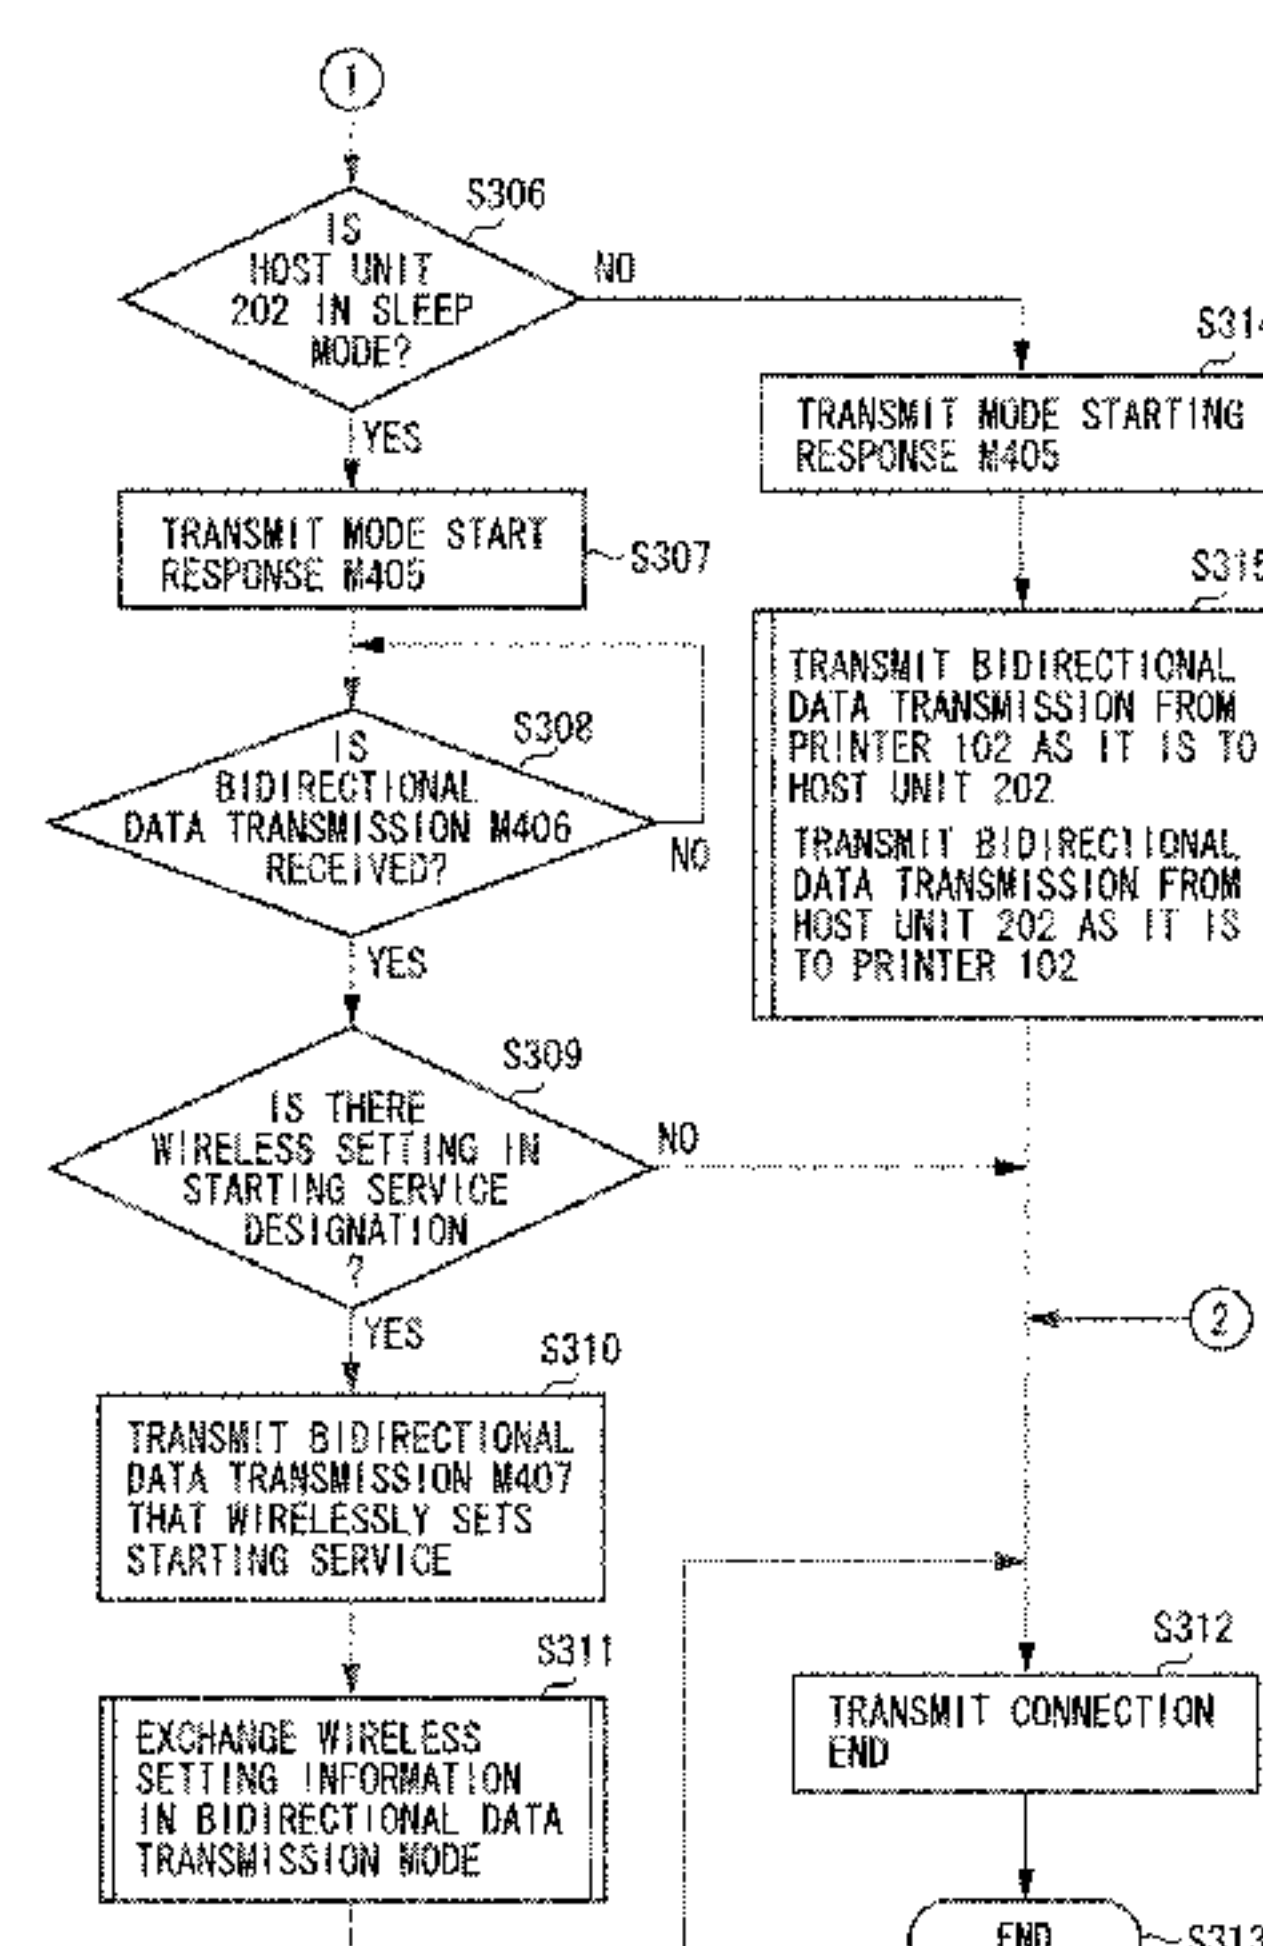 1
S306
IS
HOST UNIT
202 IN SLEEP
MODE?
NO
YES
S314
TRANSMIT MODE STARTING
RESPONSE M405
TRANSMIT MODE START
RESPONSE M405
S307
S315
TRANSMIT BIDIRECTIONAL
DATA TRANSMISSION FROM
PRINTER 102 AS IT IS TO
HOST UNIT 202
TRANSMIT BIDIRECTIONAL
DATA TRANSMISSION FROM
HOST UNIT 202 AS IT IS
TO PRINTER 102
S308
IS
BIDIRECTIONAL
DATA TRANSMISSION M406
RECEIVED?
NO
YES
S309
IS THERE
WIRELESS SETTING IN
STARTING SERVICE
DESIGNATION
?
NO
YES
2
S310
TRANSMIT BIDIRECTIONAL
DATA TRANSMISSION M407
THAT WIRELESSLY SETS
STARTING SERVICE
S311
EXCHANGE WIRELESS
SETTING INFORMATION
IN BIDIRECTIONAL DATA
TRANSMISSION MODE
S312
TRANSMIT CONNECTION
END
END
S313